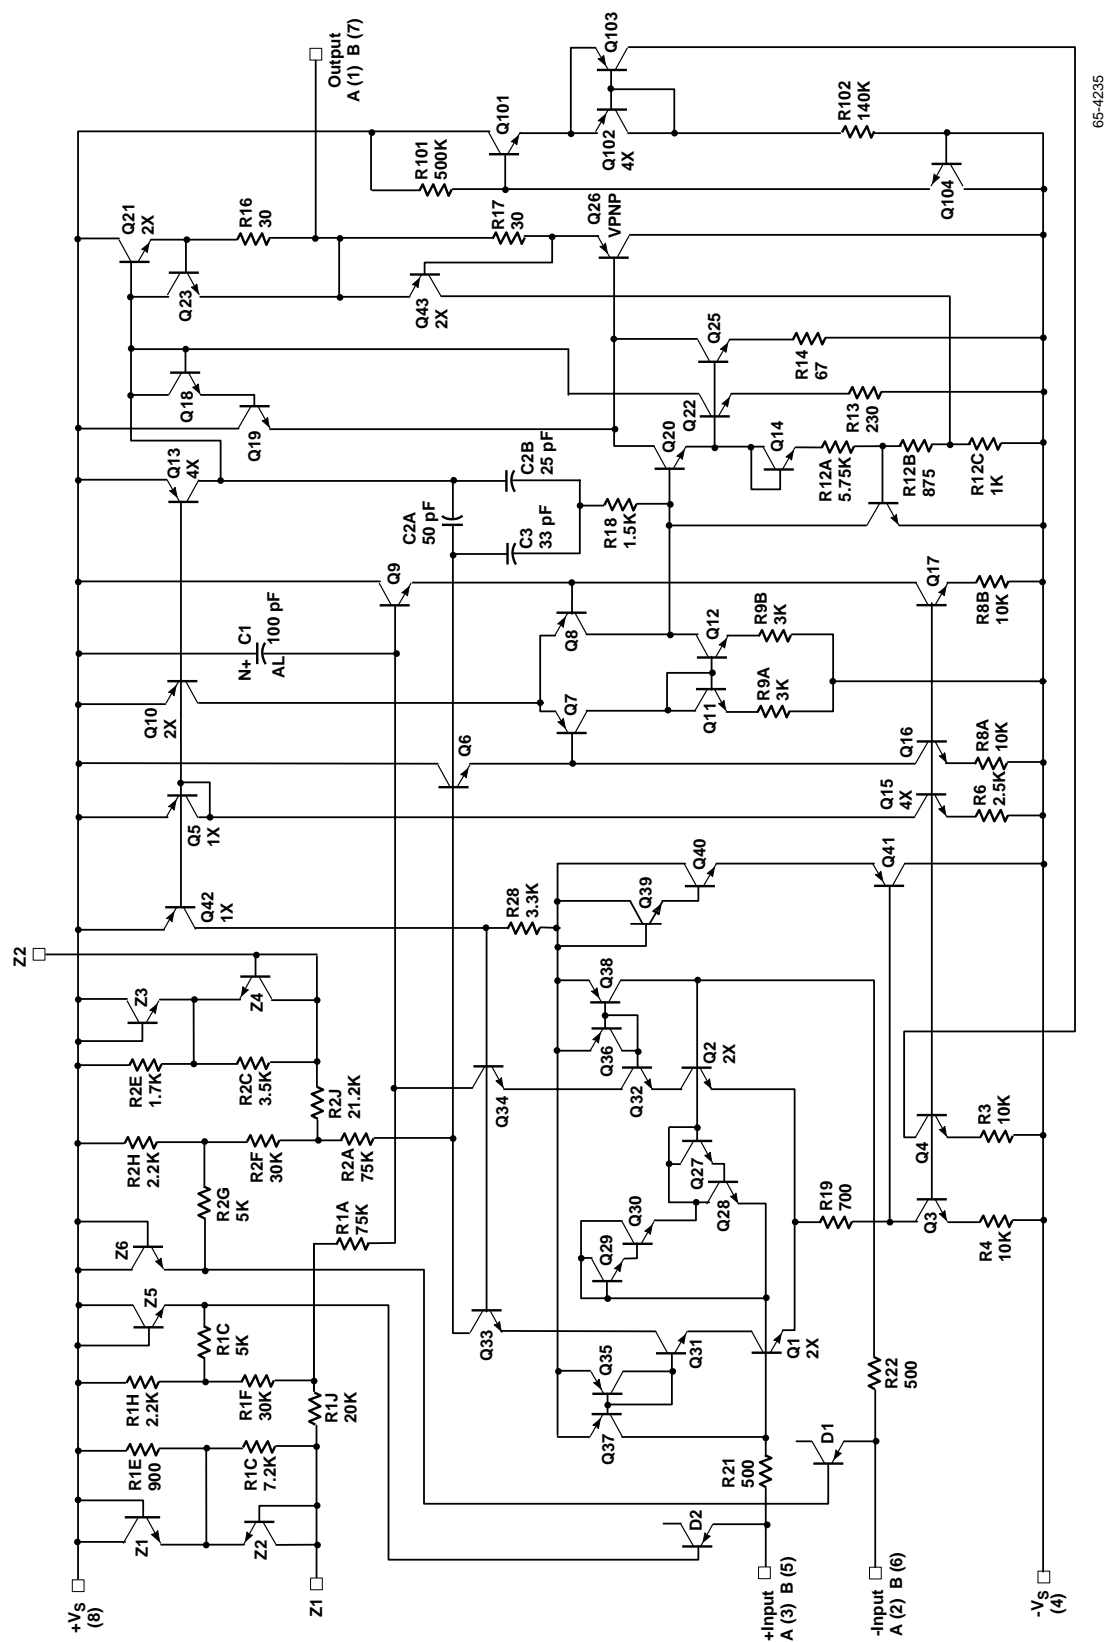 +VS
(8)
Z1
Z2
R1E
900
R1C
7.2K
R1H
2.2K
R1F
30K
R1C
5K
R1J
20K
Z1
Z5
Z6
R1A
75K
R2G
5K
R2H
2.2K
R2F
30K
R2A
75K
R2E
1.7K
R2C
3.5K
R2J
21.2K
Z3
Z4
Z2
Q42
1X
Q5
1X
Q10
2X
N+
C1
100 pF
AL
Q13
4X
Q9
Q6
Q18
Q19
Q21
2X
Q23
R16
30
Output
A (1) B (7)
R17
30
Q43
2X
Q26
VPNP
R101
500K
Q101
Q102
4X
Q103
R102
140K
Q104
C2A
50 pF
C2B
25 pF
C3
33 pF
R18
1.5K
Q20
Q22
Q25
Q14
R14
67
R13
230
R12A
5.75K
R12B
875
R12C
1K
Q7
Q8
Q11
Q12
R9A
3K
R9B
3K
Q15
4X
Q16
Q17
R6
2.5K
R8A
10K
R8B
10K
Q33
Q34
R28
3.3K
Q35
Q37
Q31
Q36
Q38
Q32
Q39
Q40
Q41
Q29
Q30
Q27
Q28
Q1
2X
Q2
2X
R19
700
Q3
Q4
R4
10K
R3
10K
R21
500
R22
500
D1
D2
+Input
A (3) B (5)
-Input
A (2) B (6)
-VS
(4)
65-4235